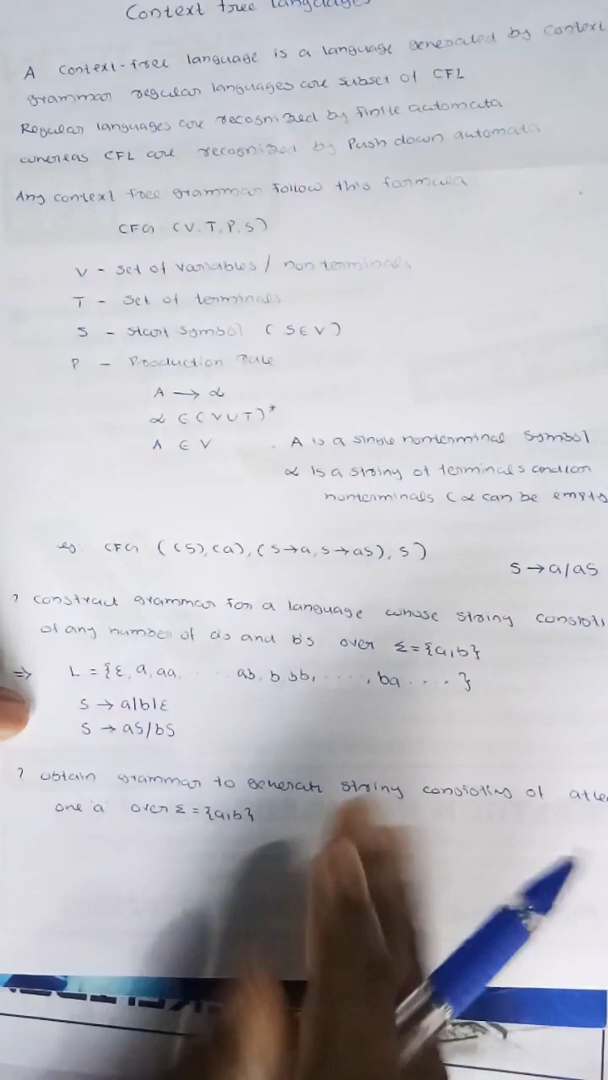 Context free languages
A context-free language is a language generated by context
grammar regular languages are subset of CFL
Regular languages are recognized by finite automata
whereas CFL are recognized by Push down automata
Any context free grammar follow this formula
CFG (V, T, P, S)
V - set of variables / nonterminals
T - set of terminals
S - start symbol (S∈V)
P - Production rule
A → α
α ∈ (VUT)*
A ∈ V . A is a single nonterminal symbol
α is a string of terminals and/or
nonterminals (α can be empty
eg: CFG: ((S), (a), (S→a, S→aS), S)
S → a/aS
? construct grammar for a language whose string consists
of any number of a's and b's over Σ={a,b}
⇒ L = {ε, a, aa, ... ab, b bb, ....., ba .... }
S → a|b|ε
S → aS/bS
? obtain grammar to generate string consisting of
one 'a' over Σ={a,b}